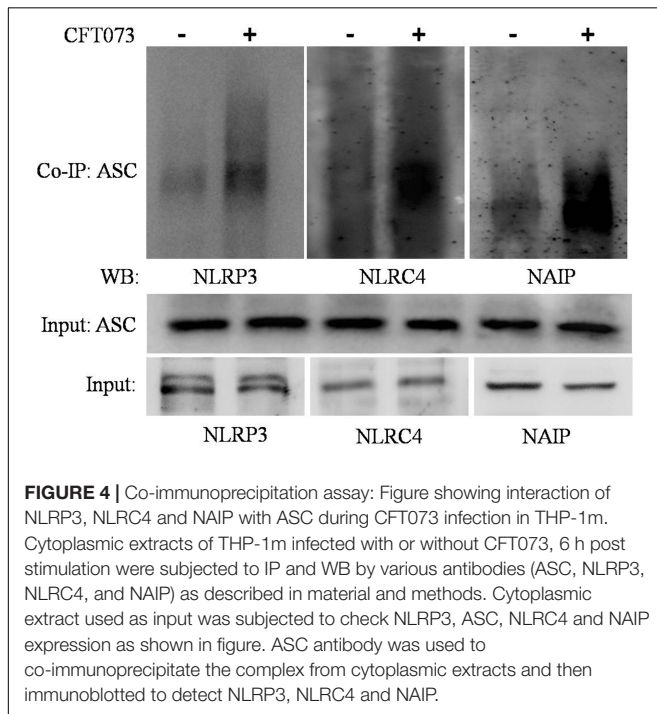 CFT073 - + - + - +
Co-IP: ASC
WB: NLRP3 NLRC4 NAIP
Input: ASC
Input:
NLRP3 NLRC4 NAIP
FIGURE 4 | Co-immunoprecipitation assay: Figure showing interaction of
NLRP3, NLRC4 and NAIP with ASC during CFT073 infection in THP-1m.
Cytoplasmic extracts of THP-1m infected with or without CFT073, 6 h post
stimulation were subjected to IP and WB by various antibodies (ASC, NLRP3,
NLRC4, and NAIP) as described in material and methods. Cytoplasmic
extract used as input was subjected to check NLRP3, ASC, NLRC4 and NAIP
expression as shown in figure. ASC antibody was used to
co-immunoprecipitate the complex from cytoplasmic extracts and then
immunoblotted to detect NLRP3, NLRC4 and NAIP.